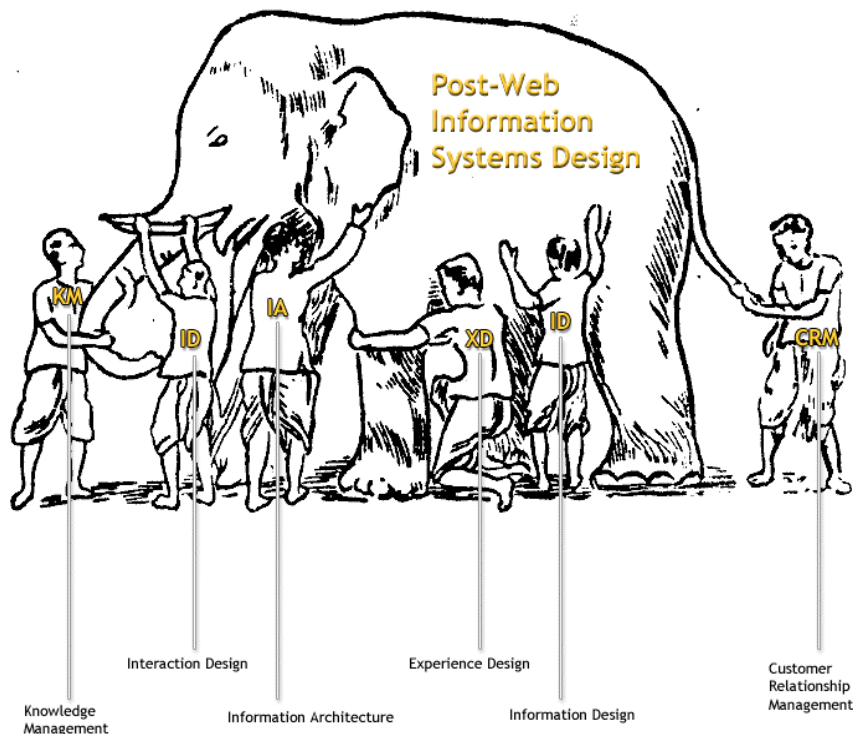 Post-Web
Information
Systems Design
KM
ID
IA
XD
ID
CRM
Interaction Design
Experience Design
Customer
Relationship
Management
Knowledge
Management
Information Architecture
Information Design